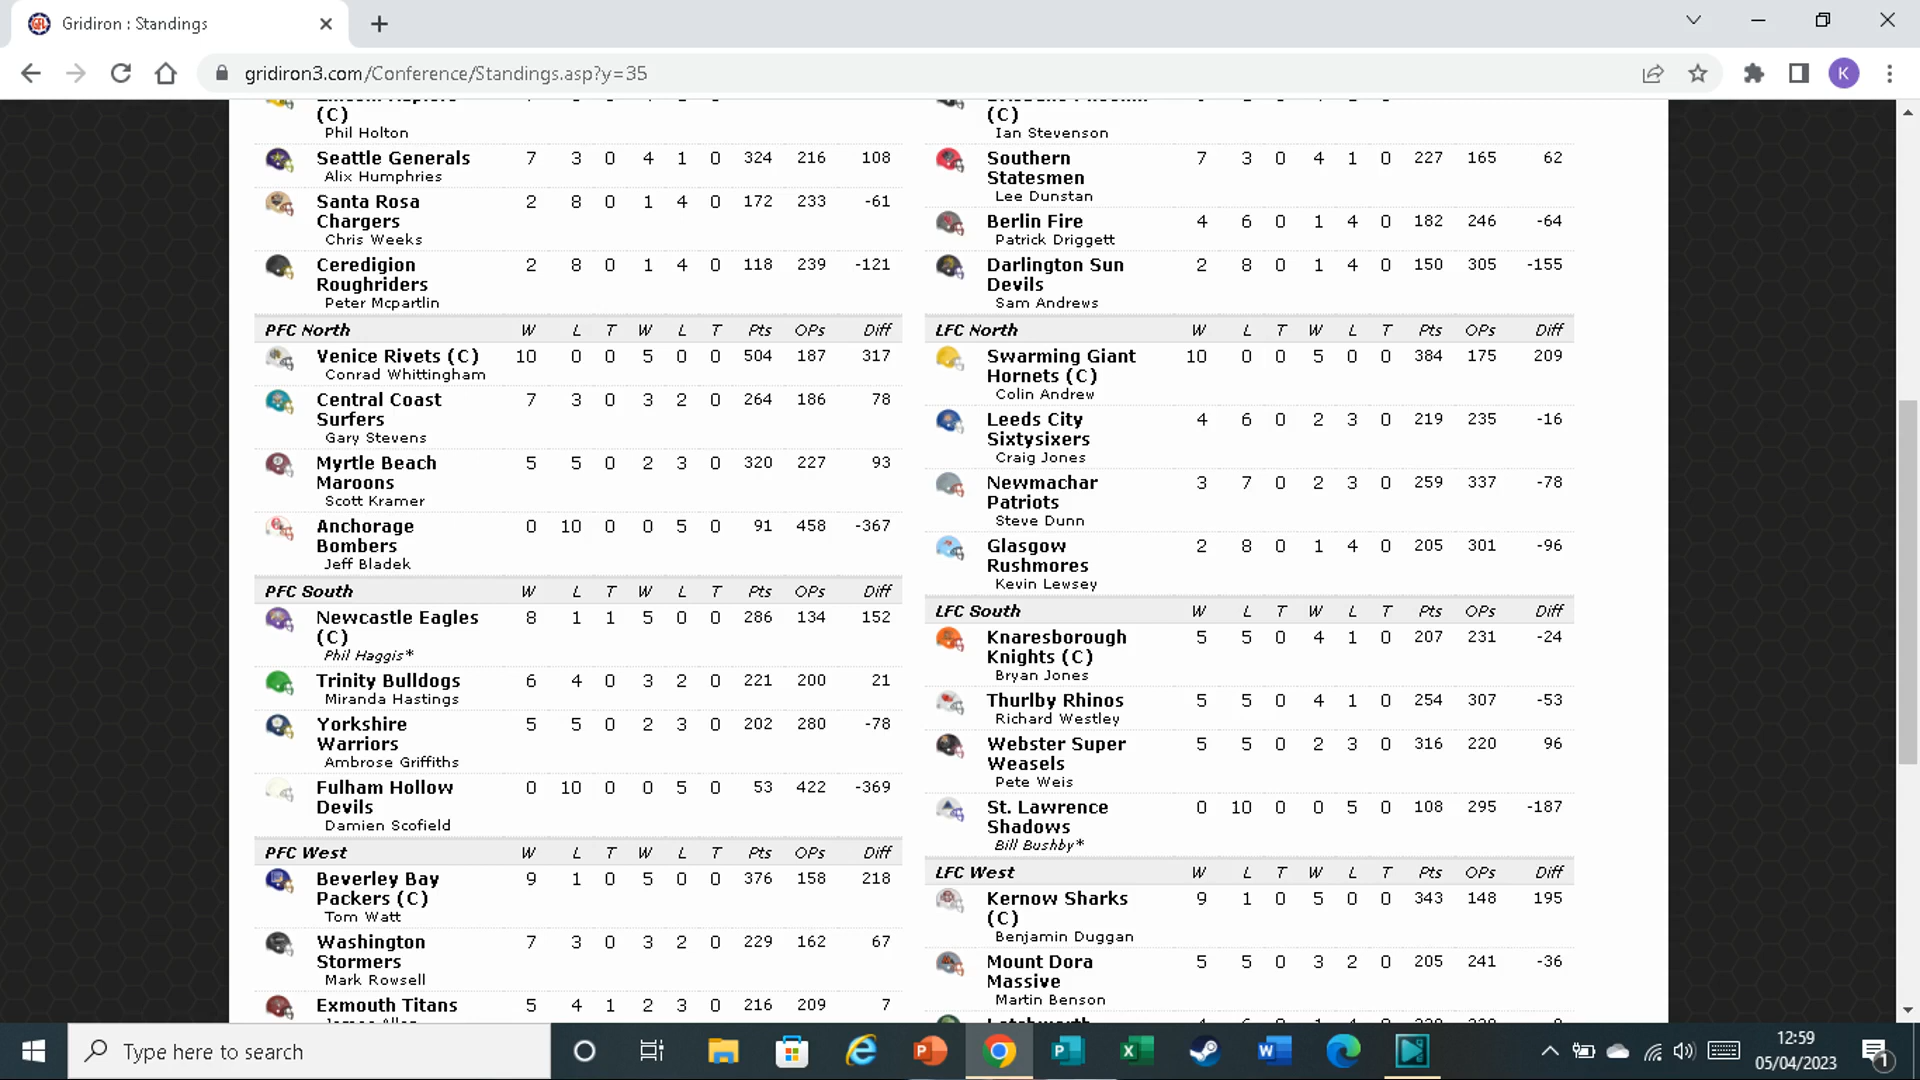 Gridiron : Standings
gridiron3.com/Conference/Standings.asp?y=35
K
(C)
Phil Holton
Seattle Generals 7 3 0 4 1 0 324 216 108
Alix Humphries
Santa Rosa Chargers 2 8 0 1 4 0 172 233 -61
Chris Weeks
Ceredigion Roughriders 2 8 0 1 4 0 118 239 -121
Peter Mcpartlin
PFC North W L T W L T Pts OPs Diff
Venice Rivets (C) 10 0 0 5 0 0 504 187 317
Conrad Whittingham
Central Coast Surfers 7 3 0 3 2 0 264 186 78
Gary Stevens
Myrtle Beach Maroons 5 5 0 2 3 0 320 227 93
Scott Kramer
Anchorage Bombers 0 10 0 0 5 0 91 458 -367
Jeff Bladek
PFC South W L T W L T Pts OPs Diff
Newcastle Eagles (C) 8 1 1 5 0 0 286 134 152
Phil Haggis*
Trinity Bulldogs 6 4 0 3 2 0 221 200 21
Miranda Hastings
Yorkshire Warriors 5 5 0 2 3 0 202 280 -78
Ambrose Griffiths
Fulham Hollow Devils 0 10 0 0 5 0 53 422 -369
Damien Scofield
PFC West W L T W L T Pts OPs Diff
Beverley Bay Packers (C) 9 1 0 5 0 0 376 158 218
Tom Watt
Washington Stormers 7 3 0 3 2 0 229 162 67
Mark Rowsell
Exmouth Titans 5 4 1 2 3 0 216 209 7
(C)
Ian Stevenson
Southern Statesmen 7 3 0 4 1 0 227 165 62
Lee Dunstan
Berlin Fire 4 6 0 1 4 0 182 246 -64
Patrick Driggett
Darlington Sun Devils 2 8 0 1 4 0 150 305 -155
Sam Andrews
LFC North W L T W L T Pts OPs Diff
Swarming Giant Hornets (C) 10 0 0 5 0 0 384 175 209
Colin Andrew
Leeds City Sixtysixers 4 6 0 2 3 0 219 235 -16
Craig Jones
Newmachar Patriots 3 7 0 2 3 0 259 337 -78
Steve Dunn
Glasgow Rushmores 2 8 0 1 4 0 205 301 -96
Kevin Lewsey
LFC South W L T W L T Pts OPs Diff
Knaresborough Knights (C) 5 5 0 4 1 0 207 231 -24
Bryan Jones
Thurlby Rhinos 5 5 0 4 1 0 254 307 -53
Richard Westley
Webster Super Weasels 5 5 0 2 3 0 316 220 96
Pete Weis
St. Lawrence Shadows 0 10 0 0 5 0 108 295 -187
Bill Bushby*
LFC West W L T W L T Pts OPs Diff
Kernow Sharks (C) 9 1 0 5 0 0 343 148 195
Benjamin Duggan
Mount Dora Massive 5 5 0 3 2 0 205 241 -36
Martin Benson
Type here to search
12:59
05/04/2023
1